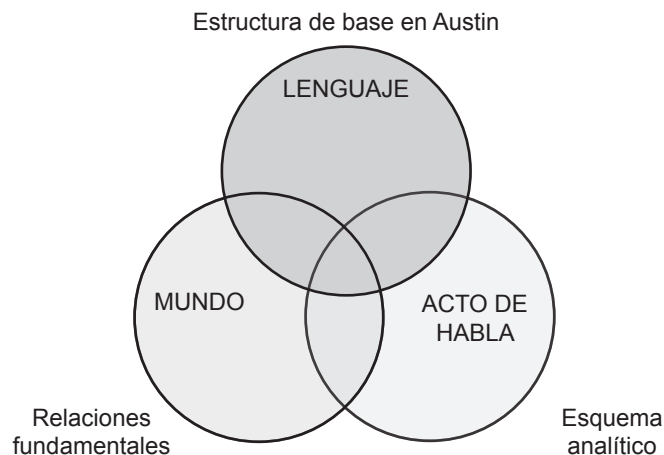 Estructura de base en Austin
LENGUAJE
MUNDO
ACTO DE
HABLA
Relaciones
fundamentales
Esquema
analítico